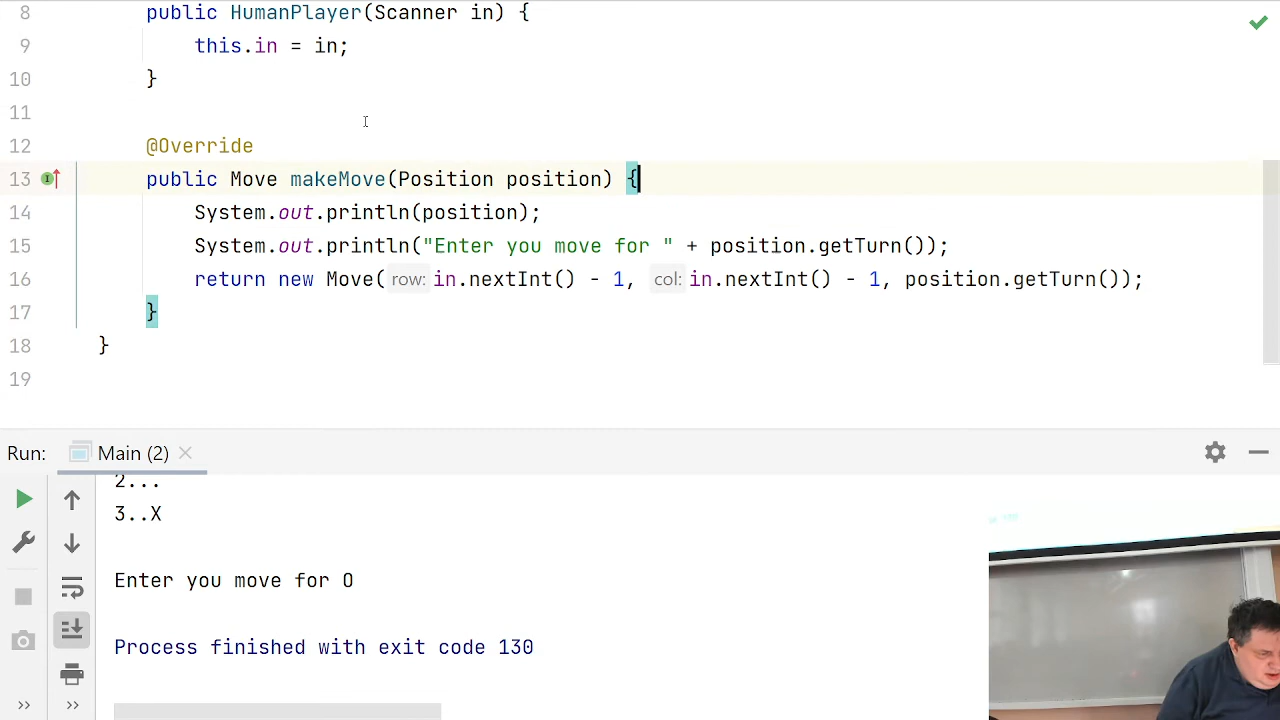 8 public HumanPlayer(Scanner in) {
9 this.in = in;
10 }
11
12 @Override
13 public Move makeMove(Position position) {
14 System.out.println(position);
15 System.out.println("Enter you move for " + position.getTurn());
16 return new Move( row: in.nextInt() - 1, col: in.nextInt() - 1, position.getTurn());
17 }
18 }
19
Run: Main (2)
2...
3..X
Enter you move for O
Process finished with exit code 130